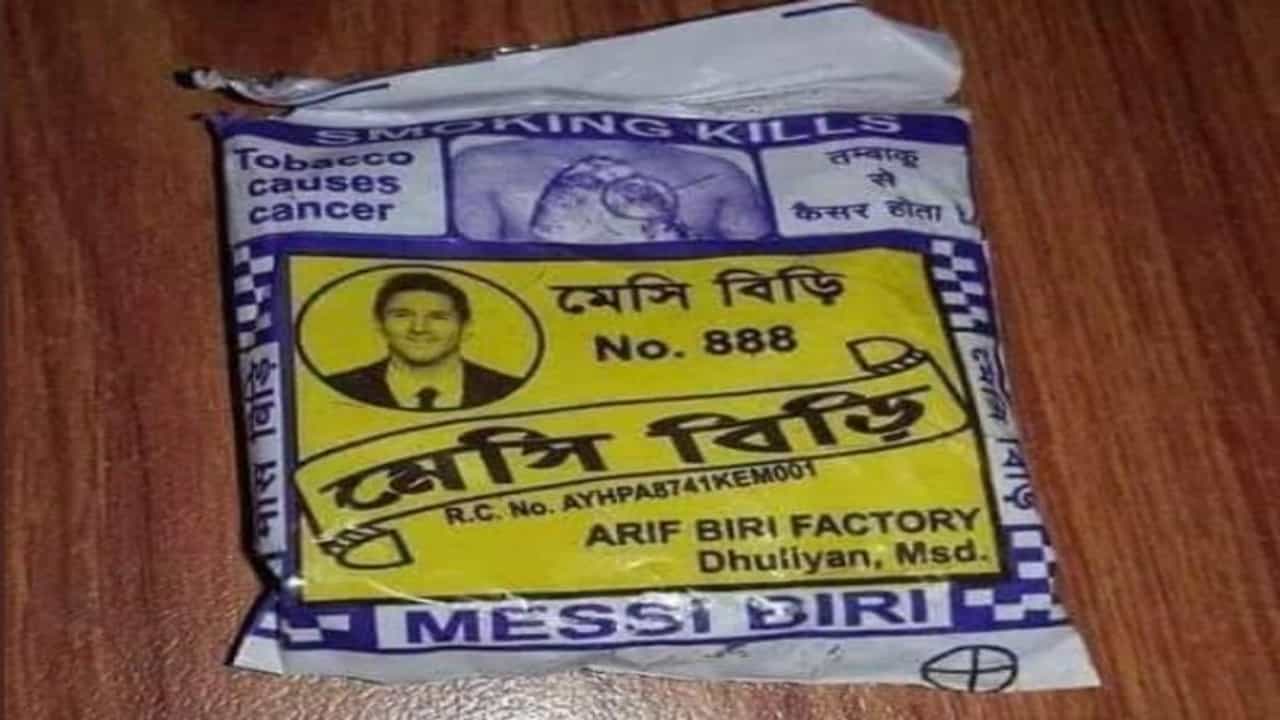 SMOKING KILLS
Tobacco
causes
cancer
तम्बाकू
से
कैसर होता है
মেসি বিড়ি
No. 888
মেসি বিড়ি
R.C. No. AYHPA8741KEM001
ARIF BIRI FACTORY
Dhuliyan, Msd.
MESSI BIRI
বিড়ি
মেসি বিড়ি